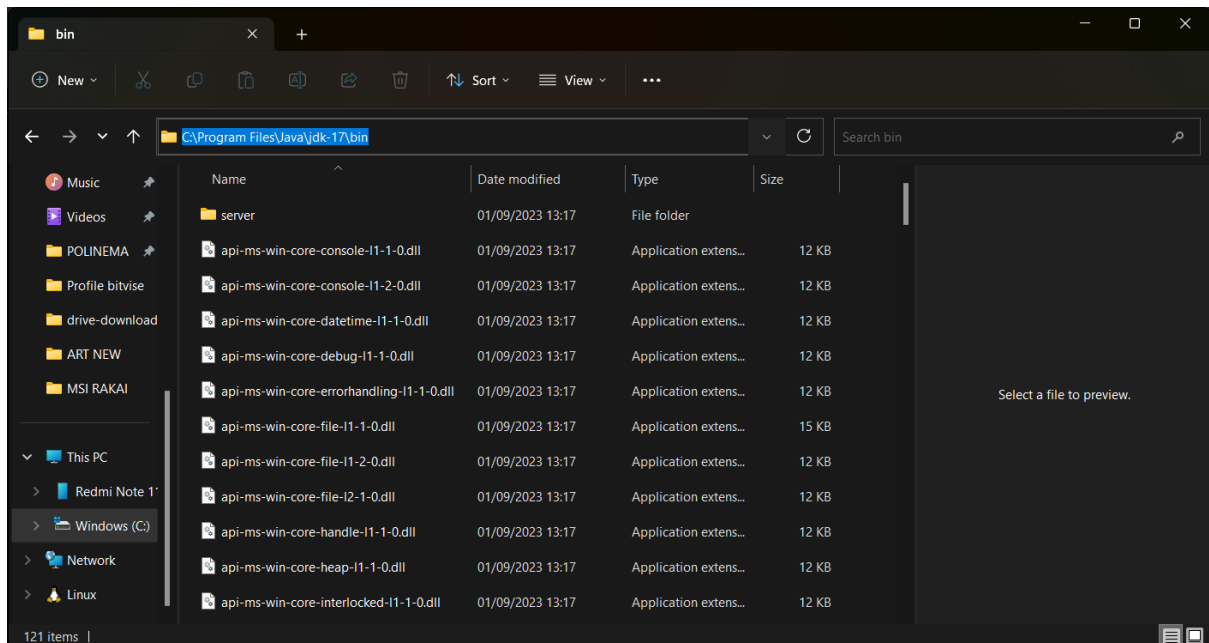 bin
New
Sort
View
C:\Program Files\Java\jdk-17\bin
Search bin
Music
Videos
POLINEMA
Profile bitvise
drive-download
ART NEW
MSI RAKAI
This PC
Redmi Note 1
Windows (C:)
Network
Linux
Name Date modified Type Size
server 01/09/2023 13:17 File folder
api-ms-win-core-console-l1-1-0.dll 01/09/2023 13:17 Application extens... 12 KB
api-ms-win-core-console-l1-2-0.dll 01/09/2023 13:17 Application extens... 12 KB
api-ms-win-core-datetime-l1-1-0.dll 01/09/2023 13:17 Application extens... 12 KB
api-ms-win-core-debug-l1-1-0.dll 01/09/2023 13:17 Application extens... 12 KB
api-ms-win-core-errorhandling-l1-1-0.dll 01/09/2023 13:17 Application extens... 12 KB
api-ms-win-core-file-l1-1-0.dll 01/09/2023 13:17 Application extens... 15 KB
api-ms-win-core-file-l1-2-0.dll 01/09/2023 13:17 Application extens... 12 KB
api-ms-win-core-file-l2-1-0.dll 01/09/2023 13:17 Application extens... 12 KB
api-ms-win-core-handle-l1-1-0.dll 01/09/2023 13:17 Application extens... 12 KB
api-ms-win-core-heap-l1-1-0.dll 01/09/2023 13:17 Application extens... 12 KB
api-ms-win-core-interlocked-l1-1-0.dll 01/09/2023 13:17 Application extens... 12 KB
Select a file to preview.
121 items